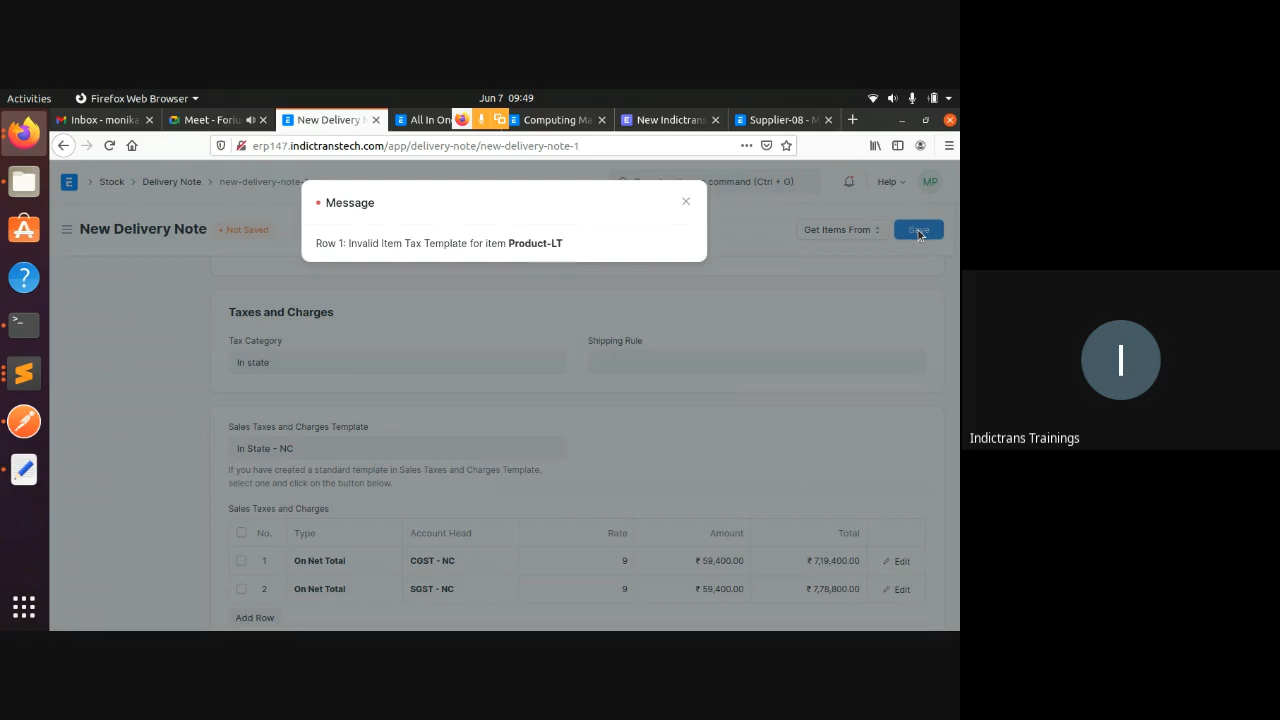 Activities
Firefox Web Browser
Jun 7 09:49
Inbox - monika
Meet - Foriu
New Delivery
All In On
Computing Ma
New Indictrans
Supplier-08 - M
erp147.indictranstech.com/app/delivery-note/new-delivery-note-1
Stock
Delivery Note
new-delivery-note-
command (Ctrl + G)
Help
MP
Message
New Delivery Note
Not Saved
Get Items From
Save
Row 1: Invalid Item Tax Template for item Product-LT
Taxes and Charges
Tax Category
Shipping Rule
In state
Sales Taxes and Charges Template
In State - NC
If you have created a standard template in Sales Taxes and Charges Template,
select one and click on the button below.
Sales Taxes and Charges
No. Type Account Head Rate Amount Total
1 On Net Total CGST - NC 9 ₹ 59,400.00 ₹ 7,19,400.00 Edit
2 On Net Total SGST - NC 9 ₹ 59,400.00 ₹ 7,78,800.00 Edit
Add Row
I
Indictrans Trainings